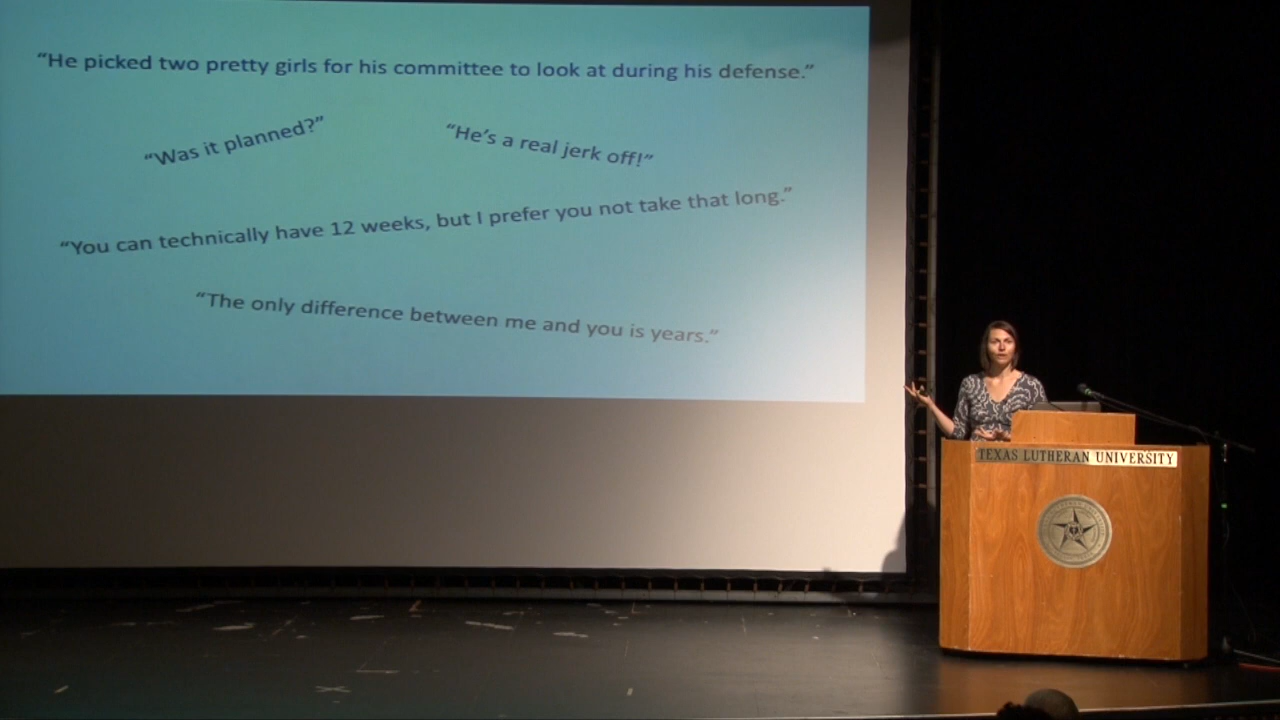 “He picked two pretty girls for his committee to look at during his defense.”
“Was it planned?”
“He’s a real jerk off!”
“You can technically have 12 weeks, but I prefer you not take that long.”
“The only difference between me and you is years.”
TEXAS LUTHERAN UNIVERSITY